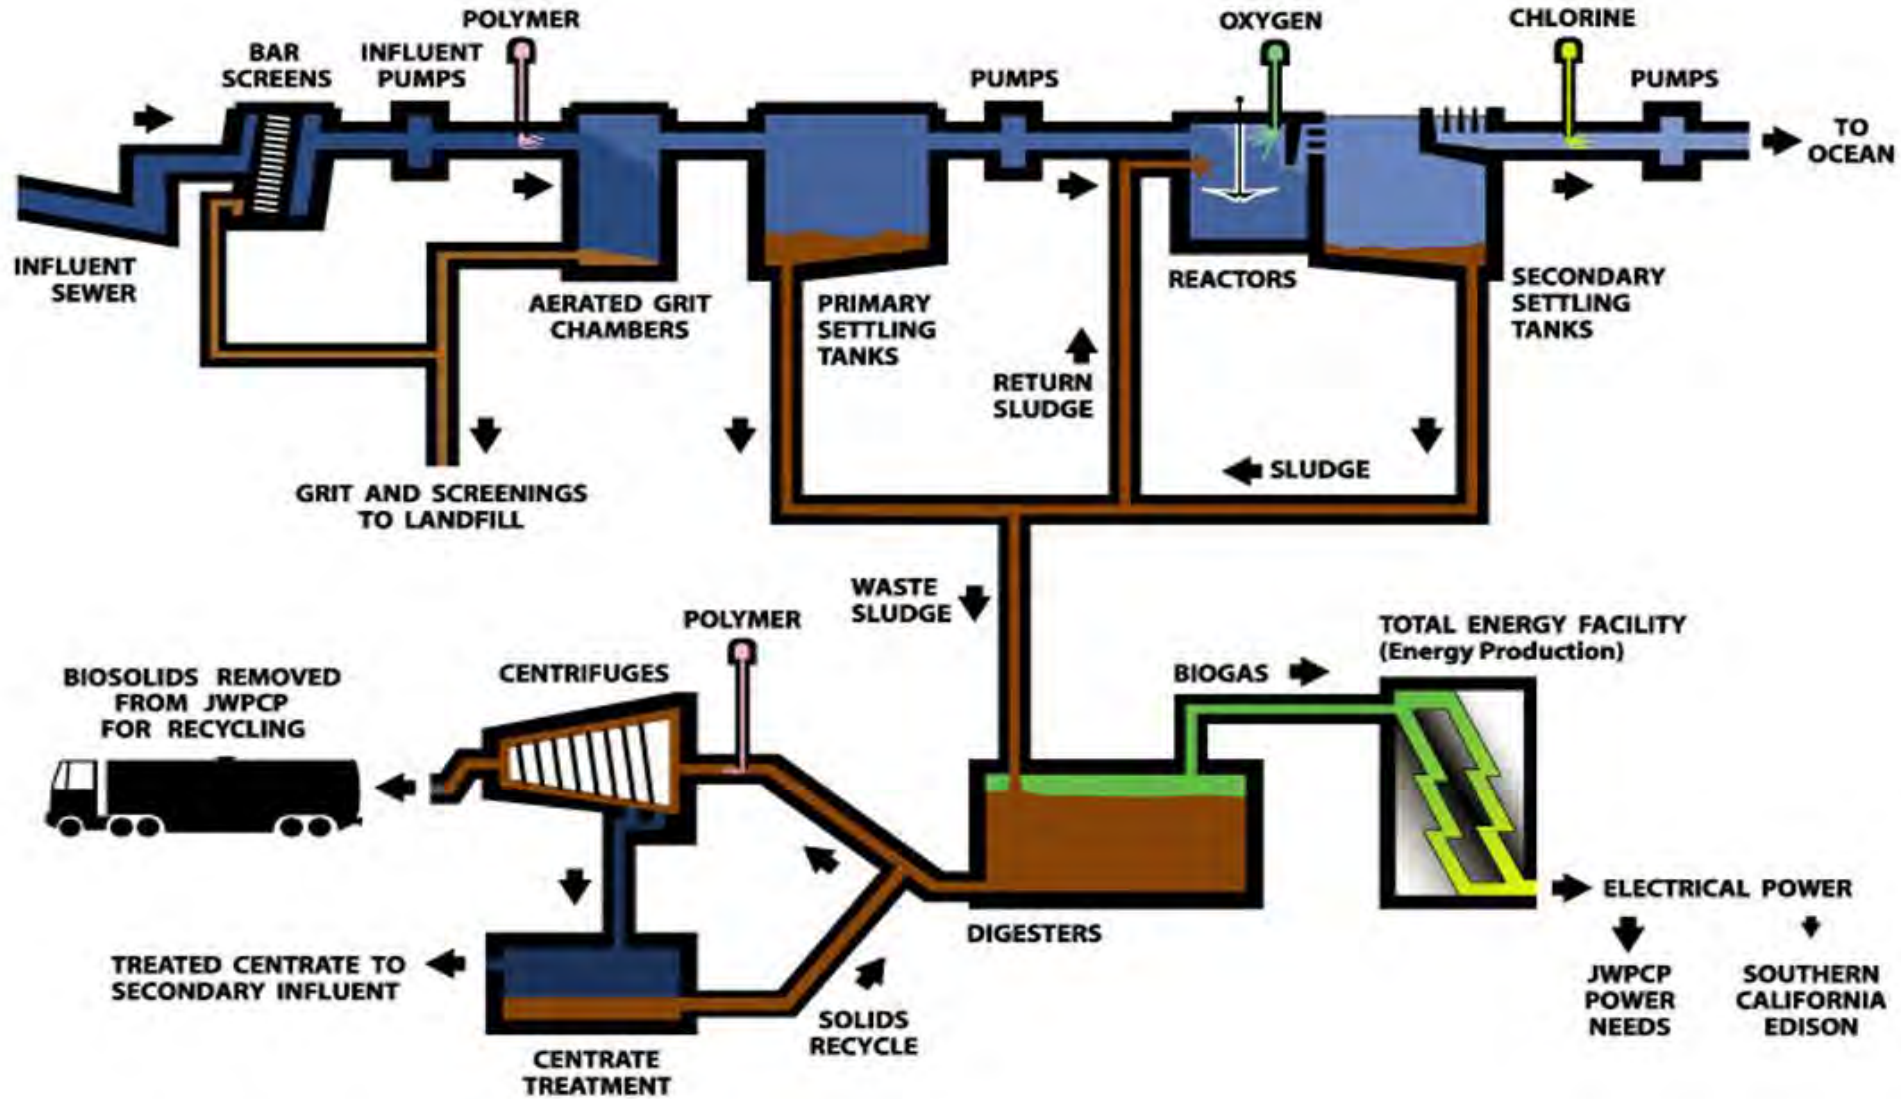 POLYMER
OXYGEN
CHLORINE
BAR
SCREENS
INFLUENT
PUMPS
PUMPS
PUMPS
TO
OCEAN
INFLUENT
SEWER
AERATED GRIT
CHAMBERS
PRIMARY
SETTLING
TANKS
REACTORS
SECONDARY
SETTLING
TANKS
RETURN
SLUDGE
SLUDGE
GRIT AND SCREENINGS
TO LANDFILL
WASTE
SLUDGE
POLYMER
TOTAL ENERGY FACILITY
(Energy Production)
BIOSOLIDS REMOVED
FROM JWPCP
FOR RECYCLING
CENTRIFUGES
BIOGAS
ELECTRICAL POWER
DIGESTERS
TREATED CENTRATE TO
SECONDARY INFLUENT
JWPCP
POWER
NEEDS
SOUTHERN
CALIFORNIA
EDISON
SOLIDS
RECYCLE
CENTRATE
TREATMENT